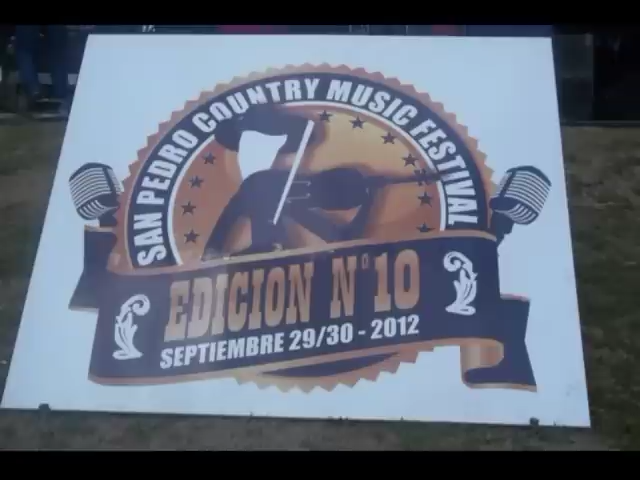 SAN PEDRO COUNTRY MUSIC FESTIVAL
EDICION N°10
SEPTIEMBRE 29/30 - 2012